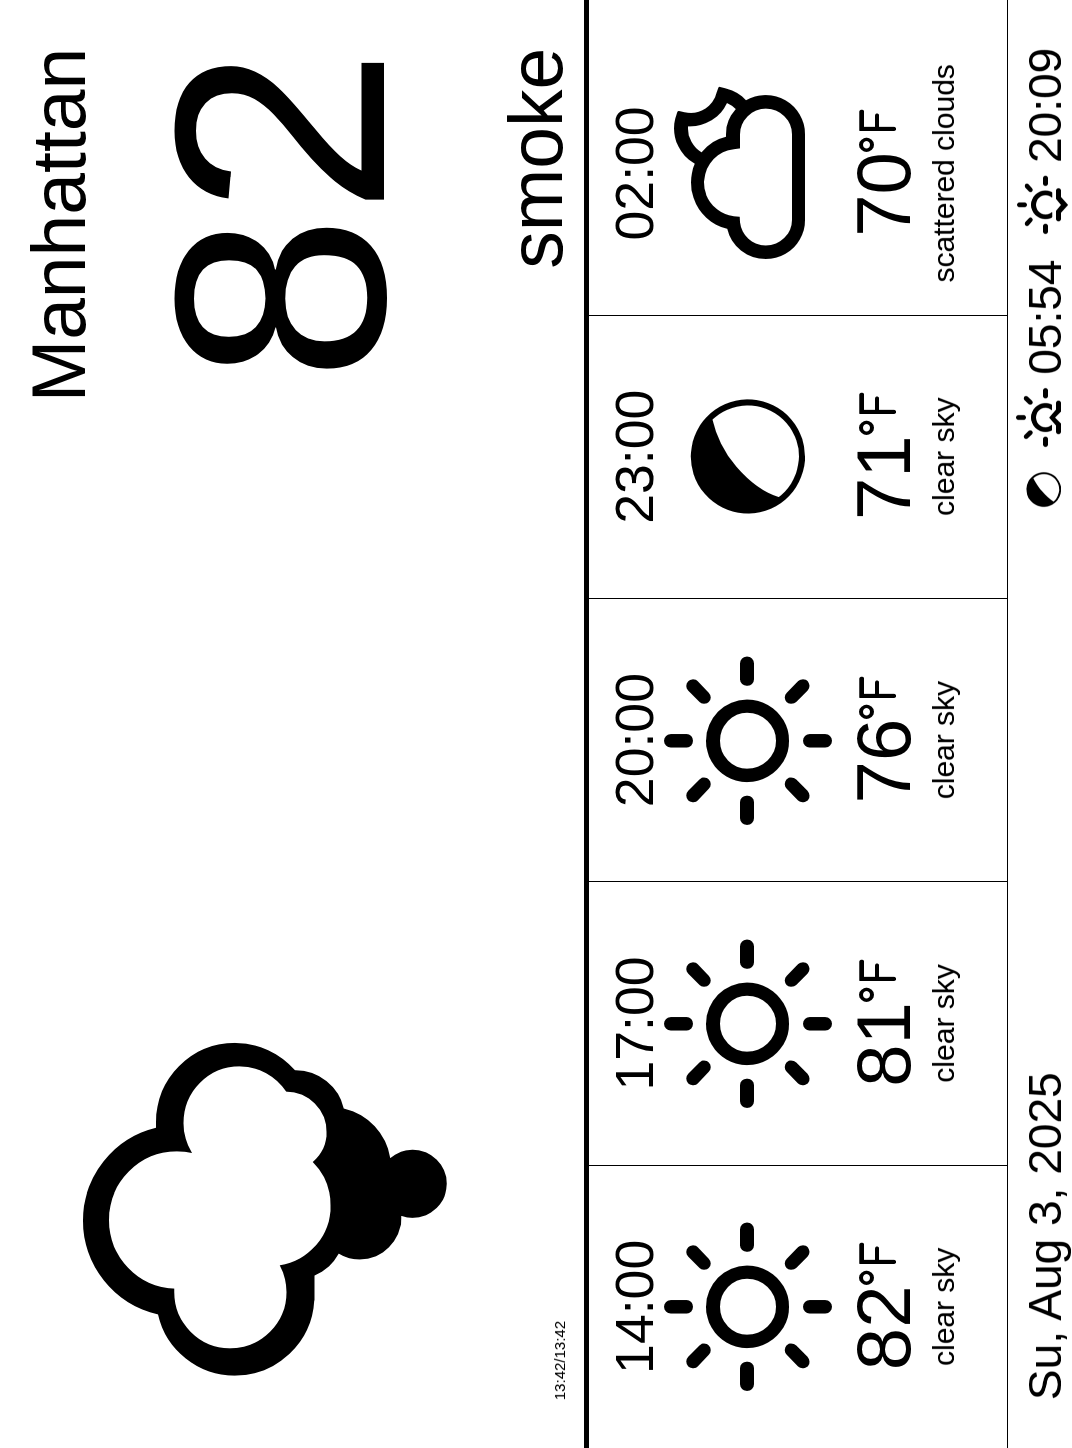 Manhattan
82
smoke
13:42/13:42
14:00
82°F
clear sky
17:00
81°F
clear sky
20:00
76°F
clear sky
23:00
71°F
clear sky
02:00
70°F
scattered clouds
Su, Aug 3, 2025
05:54 20:09